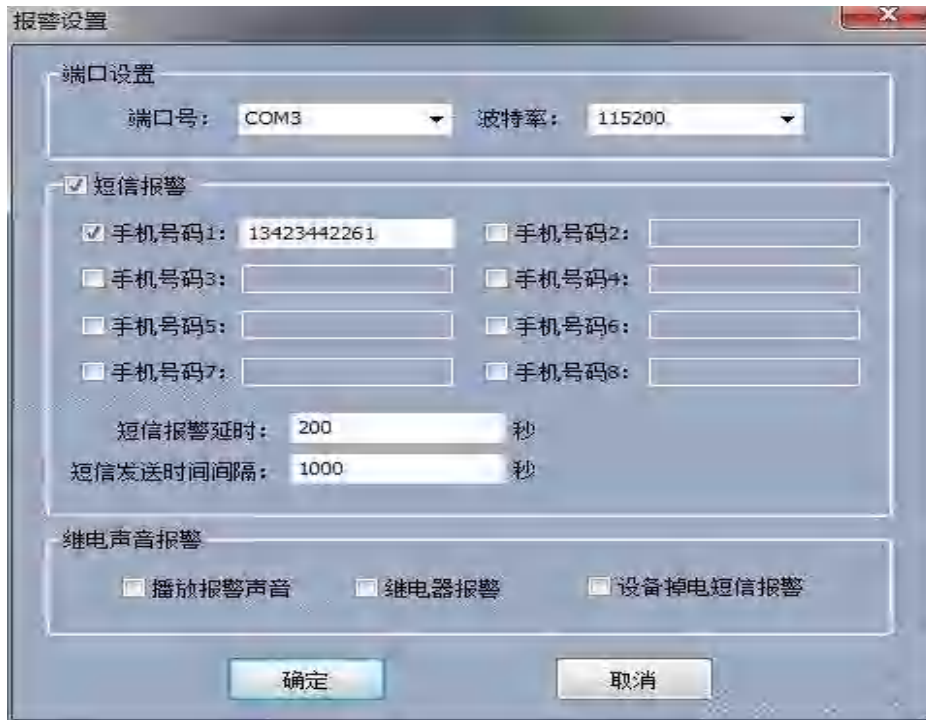 报警设置
端口设置
端口号： COM3 波特率： 115200
短信报警
手机号码1： 13423442261 手机号码2：
手机号码3： 手机号码4：
手机号码5： 手机号码6：
手机号码7： 手机号码8：
短信报警延时： 200 秒
短信发送时间间隔： 1000 秒
继电声音报警
播放报警声音 继电器报警 设备掉电短信报警
确定 取消